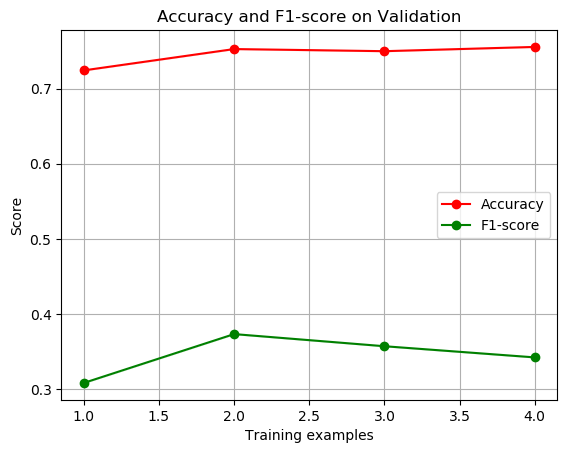 Accuracy and F1-score on Validation
0.7
0.6
0.5
0.4
0.3
Score
Accuracy
F1-score
1.0 1.5 2.0 2.5 3.0 3.5 4.0
Training examples